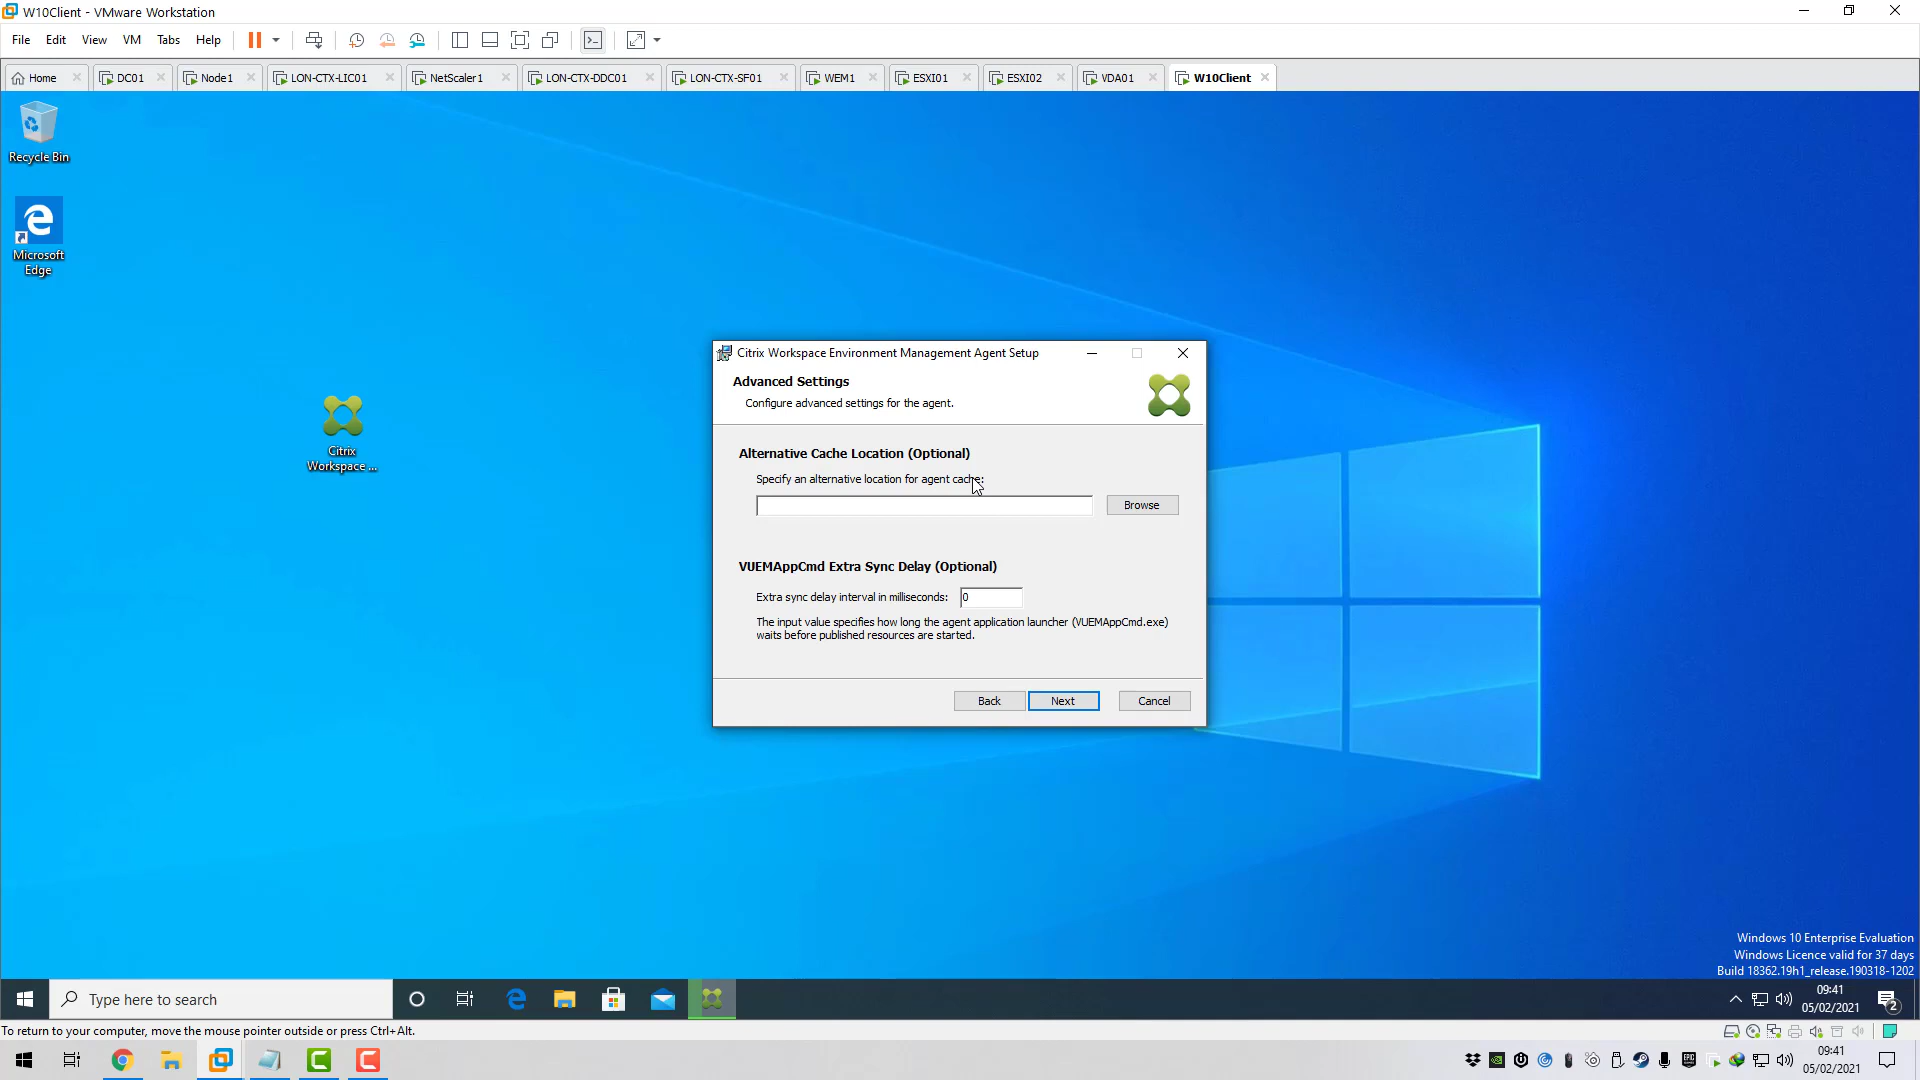 W10Client - VMware Workstation
File Edit View VM Tabs Help
Home DC01 Node1 LON-CTX-LIC01 NetScaler1 LON-CTX-DDC01 LON-CTX-SF01 WEM1 ESXI01 ESXI02 VDA01 W10Client
Recycle Bin
Microsoft
Edge
Citrix
Workspace ...
Citrix Workspace Environment Management Agent Setup
Advanced Settings
Configure advanced settings for the agent.
Alternative Cache Location (Optional)
Specify an alternative location for agent cache:
Browse
VUEMAppCmd Extra Sync Delay (Optional)
Extra sync delay interval in milliseconds: 0
The input value specifies how long the agent application launcher (VUEMAppCmd.exe)
waits before published resources are started.
Back Next Cancel
Windows 10 Enterprise Evaluation
Windows Licence valid for 37 days
Build 18362.19h1_release.190318-1202
Type here to search
09:41
05/02/2021
2
To return to your computer, move the mouse pointer outside or press Ctrl+Alt.
09:41
05/02/2021